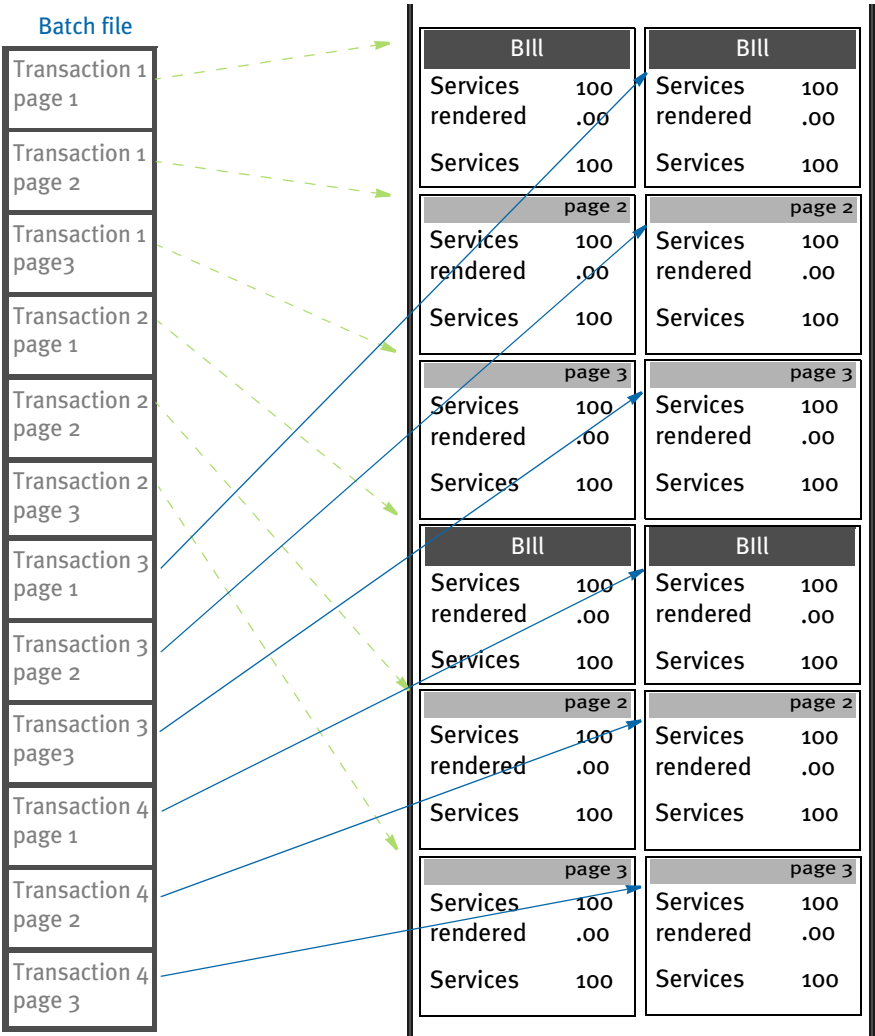 Batch file
Transaction 1
page 1
Transaction 1
page 2
Transaction 1
page3
Transaction 2
page 1
Transaction 2
page 2
Transaction 2
page 3
Transaction 3
page 1
Transaction 3
page 2
Transaction 3
page3
Transaction 4
page 1
Transaction 4
page 2
Transaction 4
page 3
BIll
Services 100
rendered .00
Services 100
page 2
Services 100
rendered .00
Services 100
page 3
Services 100
rendered .00
Services 100
BIll
Services 100
rendered .00
Services 100
page 2
Services 100
rendered .00
Services 100
page 3
Services 100
rendered .00
Services 100
BIll
Services 100
rendered .00
Services 100
page 2
Services 100
rendered .00
Services 100
page 3
Services 100
rendered .00
Services 100
BIll
Services 100
rendered .00
Services 100
page 2
Services 100
rendered .00
Services 100
page 3
Services 100
rendered .00
Services 100